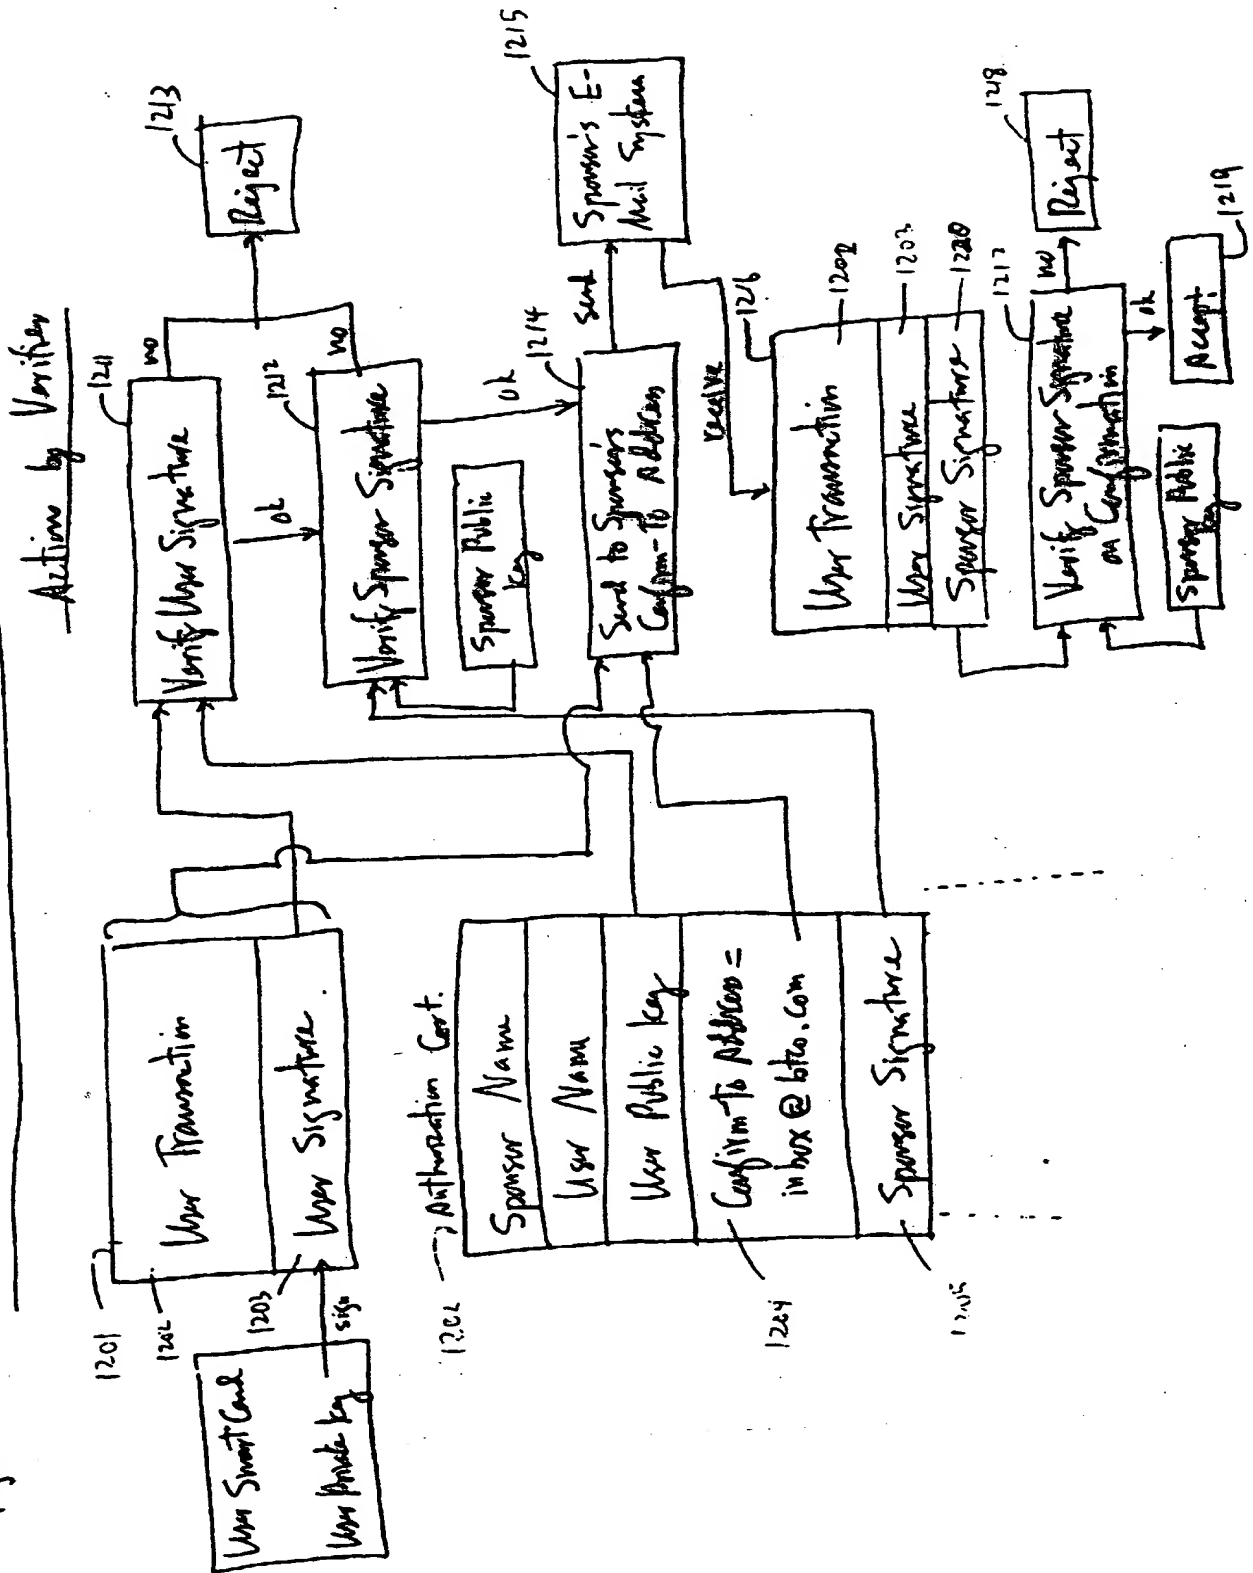 Action by Verifier
1201
1202
User Transaction
1203
User Signature
User Smart Card
User Private Key
sign
Authorization Cert.
Sponsor Name
User Name
User Public key
Confirm-To Address =
inbox@btco.com
1204
Sponsor Signature
1211
Verify User Signature
no
ok
1212
Verify Sponsor Signature
no
1213
Reject
Sponsor Public
key
ok
1214
Send to Sponsor's
Confirm-To Address
send
1215
Sponsor's E-
Mail System
receive
1216
User Transaction
1202
User Signature
1203
Sponsor Signature
1220
1217
Verify Sponsor Signature
on Confirmation
no
1218
Reject
ok
Sponsor Public
key
Accept
1219